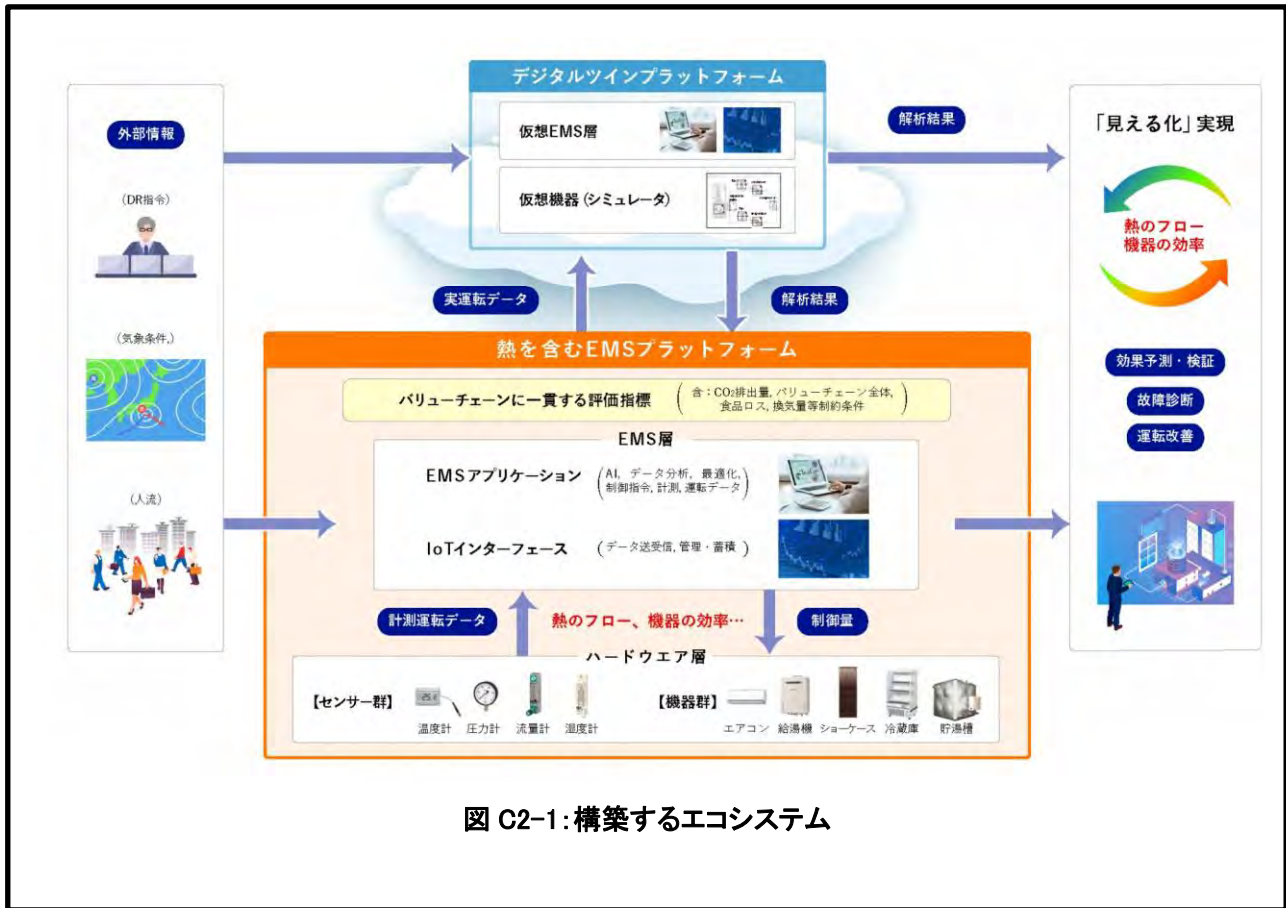 デジタルツインプラットフォーム
外部情報
仮想EMS層
解析結果
「見える化」実現
(DR指令)
仮想機器(シミュレータ)
熱のフロー
機器の効率
実運転データ
解析結果
(気象条件,)
熱を含むEMSプラットフォーム
バリューチェーンに一貫する評価指標
(含:CO₂排出量,バリューチェーン全体,
食品ロス,換気量等制約条件)
効果予測・検証
故障診断
運転改善
EMS層
EMSアプリケーション
(AI, データ分析, 最適化,
制御指令,計測,運転データ)
(人流)
IoTインターフェース
(データ送受信,管理・蓄積)
計測運転データ
熱のフロー、機器の効率…
制御量
ハードウエア層
【センサー群】
温度計 圧力計 流量計 湿度計
【機器群】
エアコン 給湯機 ショーケース 冷蔵庫 貯湯槽
図 C2-1:構築するエコシステム